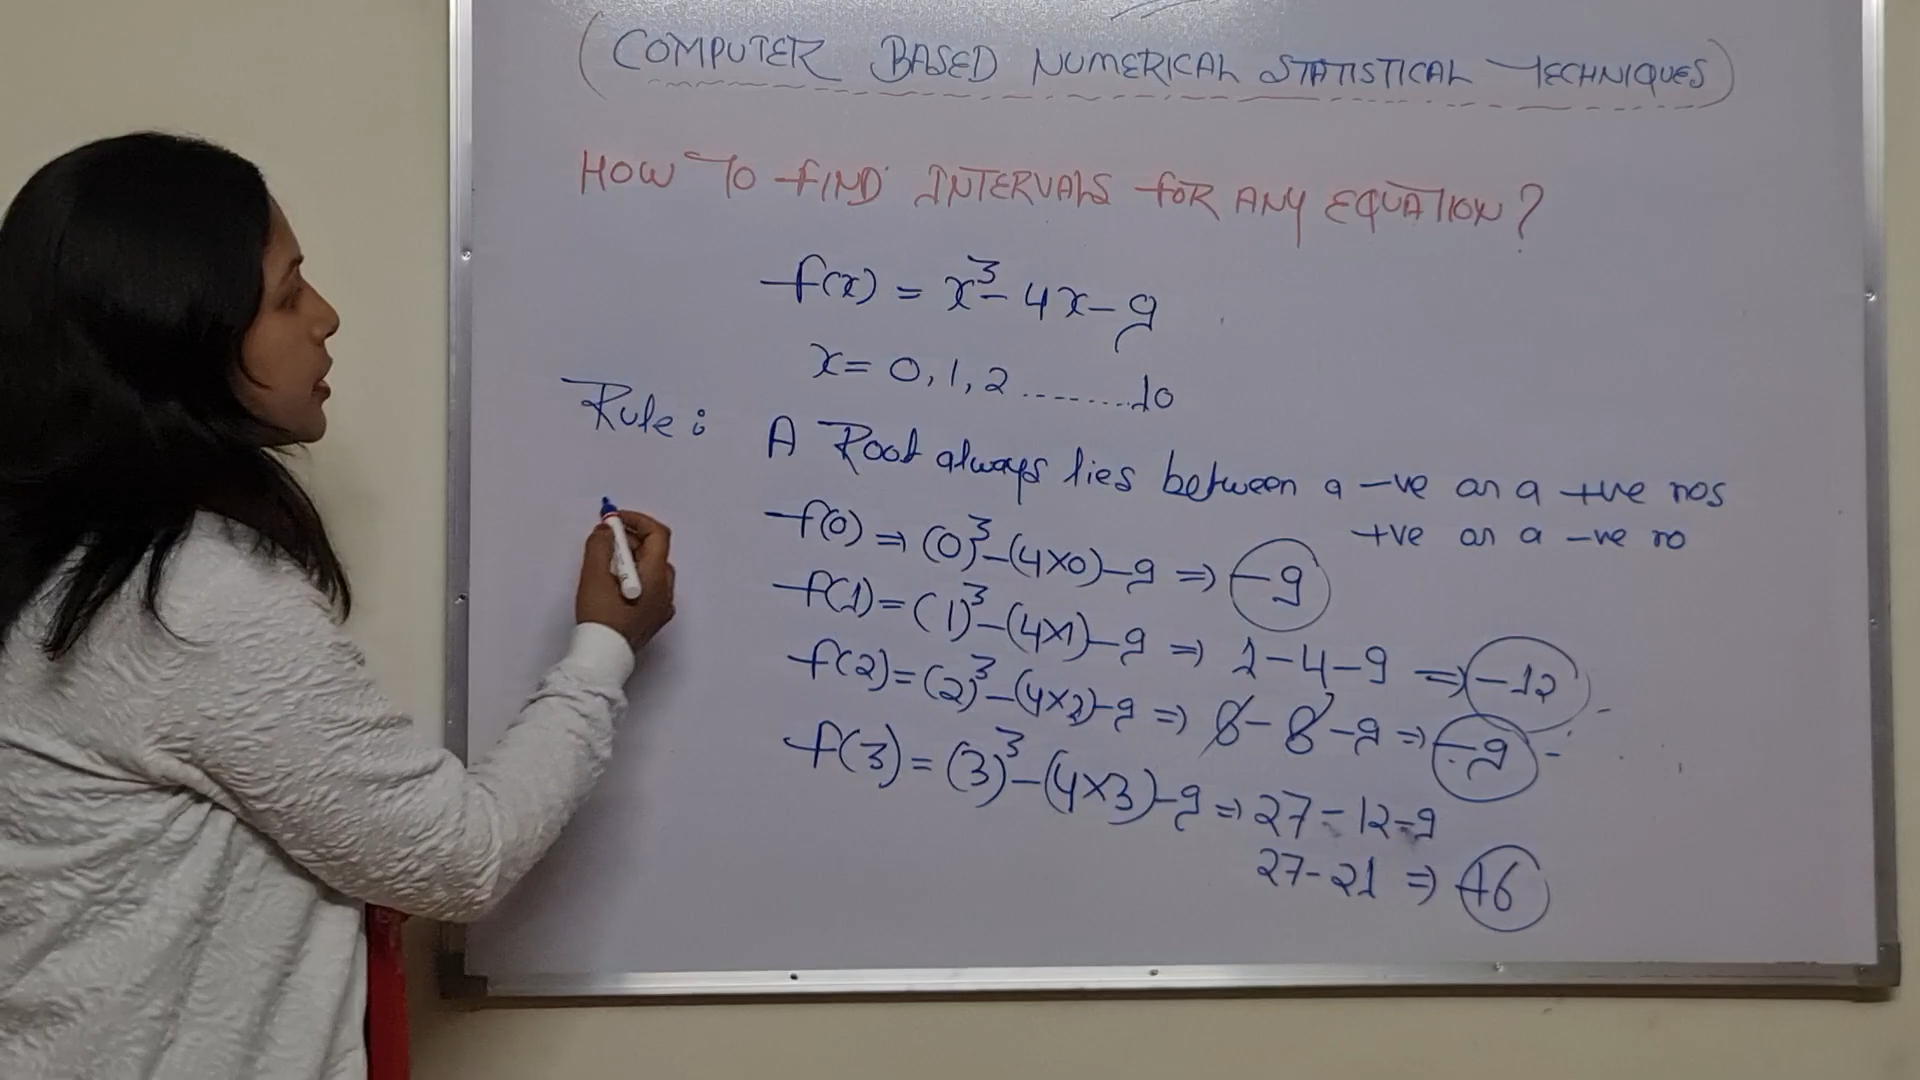 (COMPUTER BASED NUMERICAL STATISTICAL TECHNIQUES)
HOW TO FIND INTERVALS FOR ANY EQUATION?
f(x) = x³ - 4x - 9
x = 0, 1, 2 ........ 10
Rule : A Root always lies between a -ve or a +ve nos
+ve or a -ve no
f(0) ⇒ (0)³ - (4×0) - 9 ⇒ -9
f(1) = (1)³ - (4×1) - 9 ⇒ 1 - 4 - 9 ⇒ -12
f(2) = (2)³ - (4×2) - 9 ⇒ 8 - 8 - 9 ⇒ -9 -
f(3) = (3)³ - (4×3) - 9 ⇒ 27 - 12 - 9
27 - 21 ⇒ +6